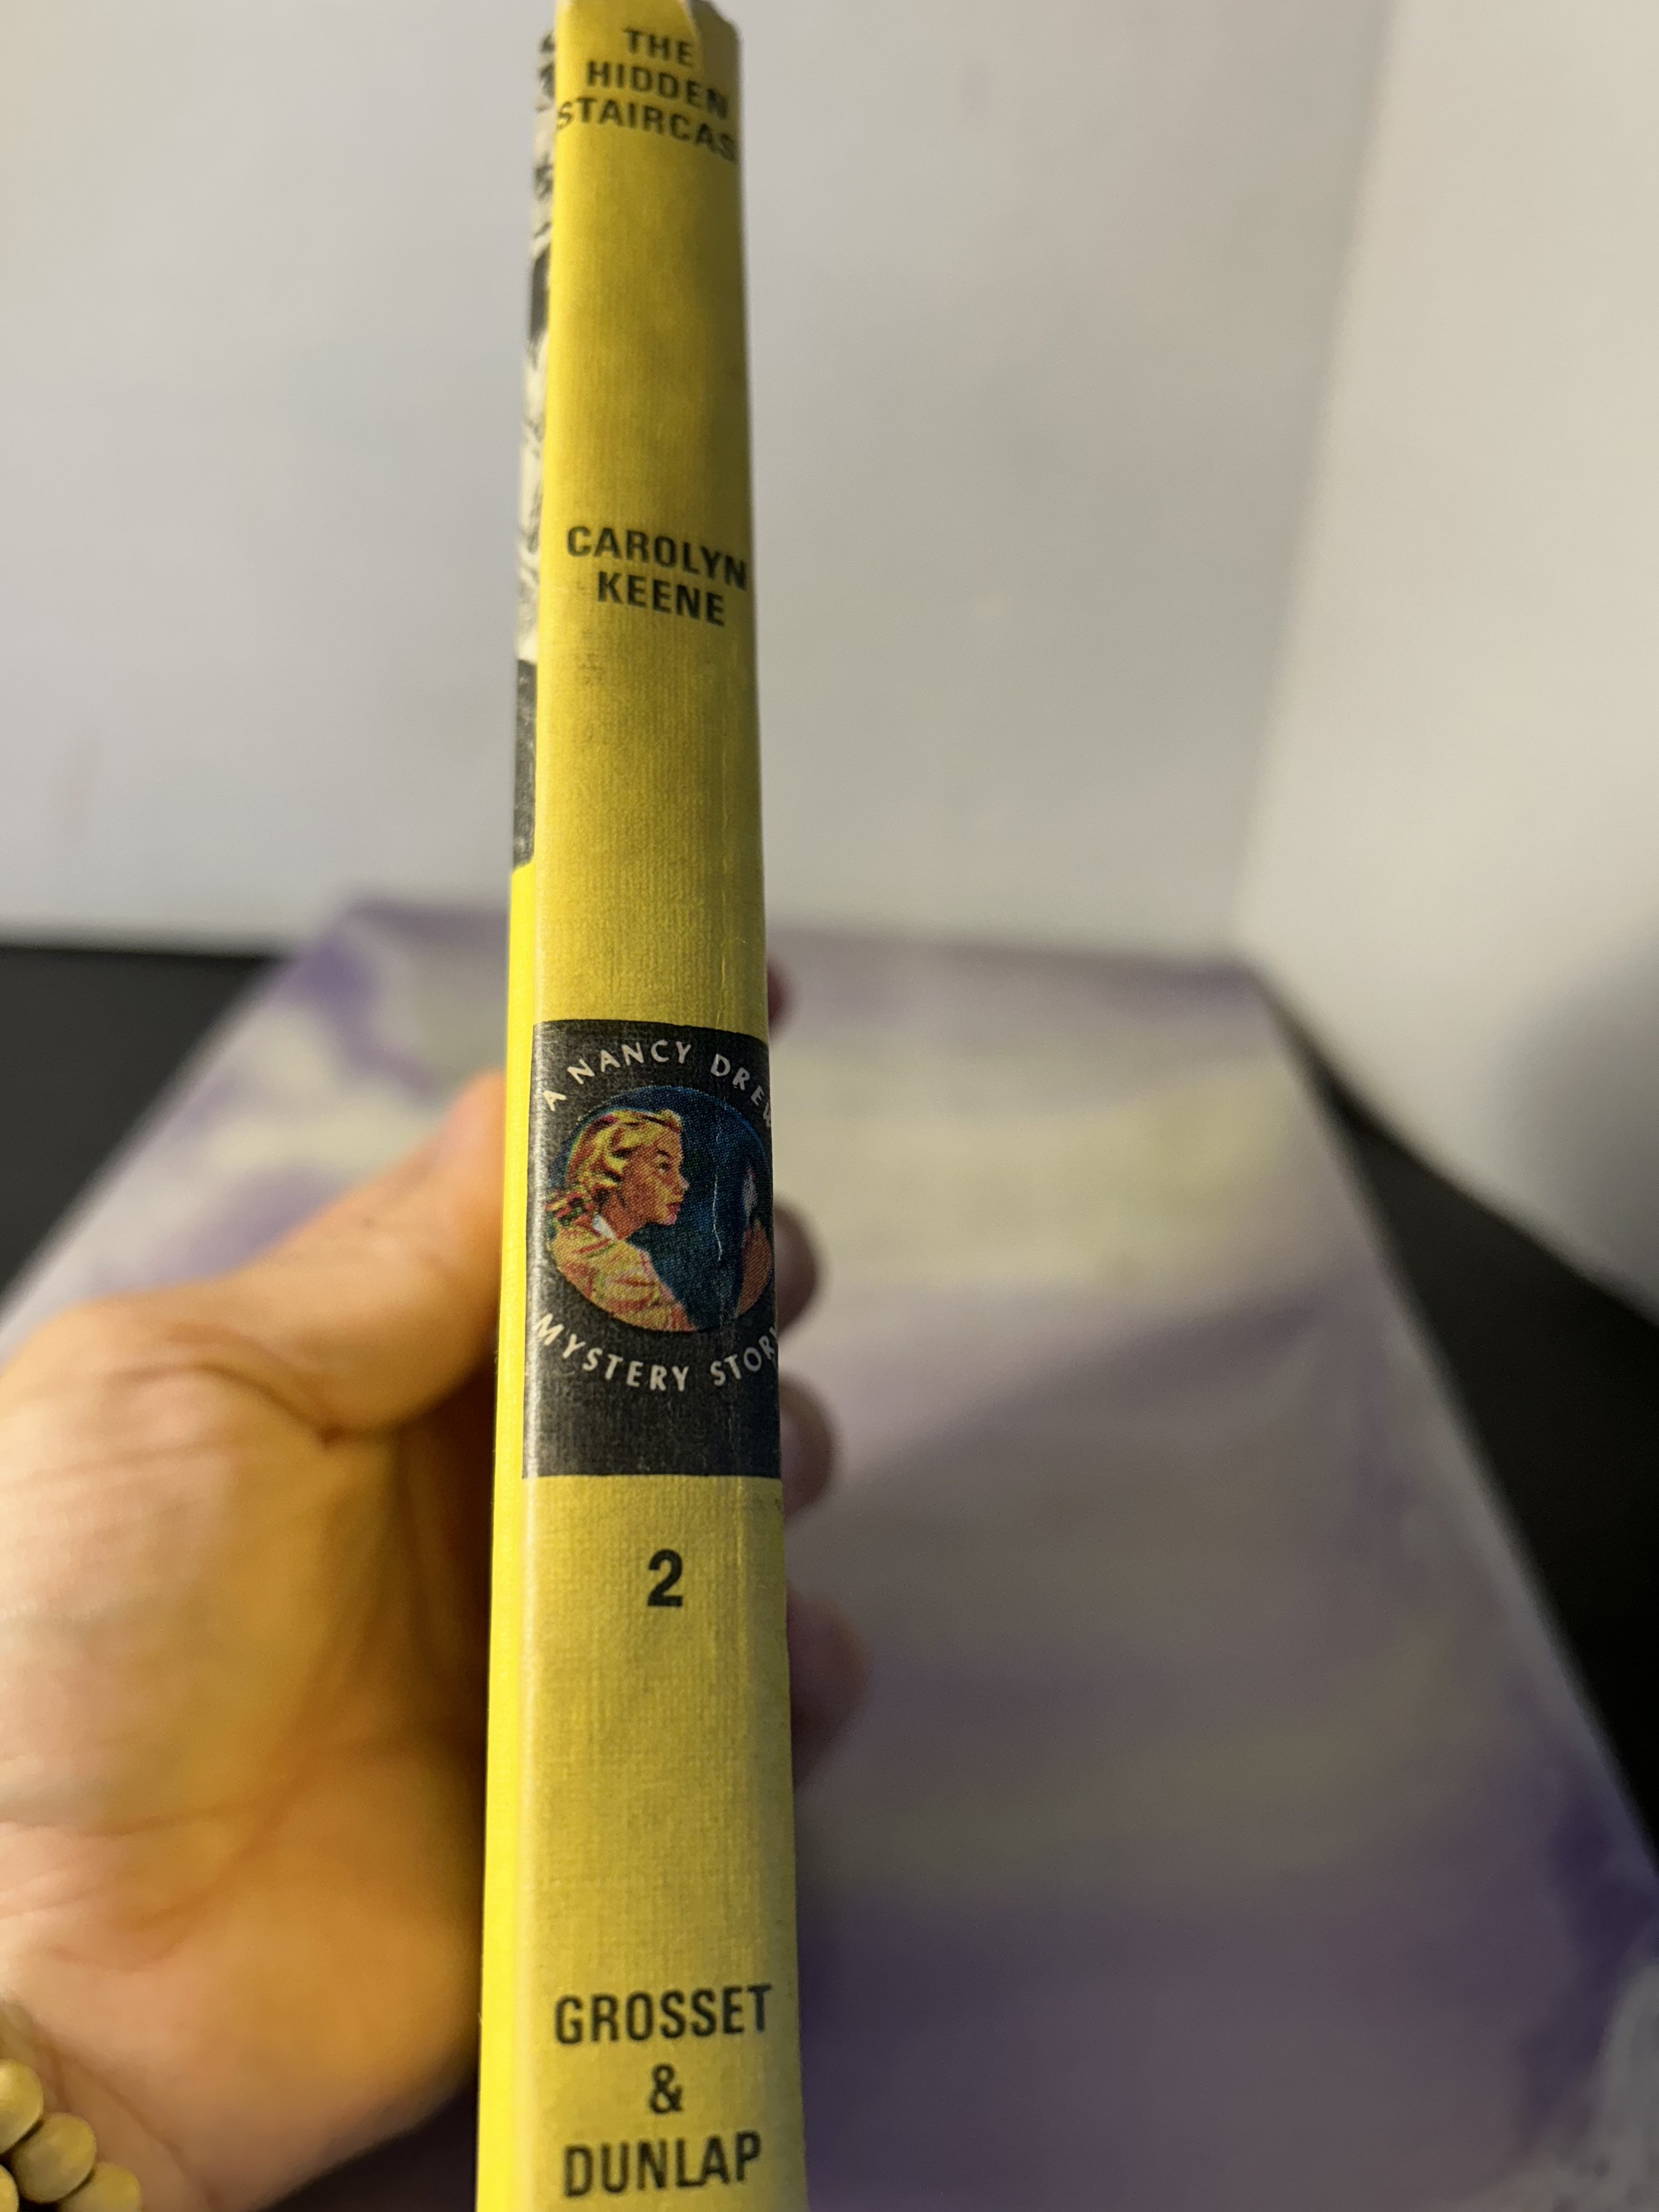 THE
HIDDEN
STAIRCAS
CAROLYN
KEENE
A NANCY DREW
MYSTERY STORY
2
GROSSET
&
DUNLAP